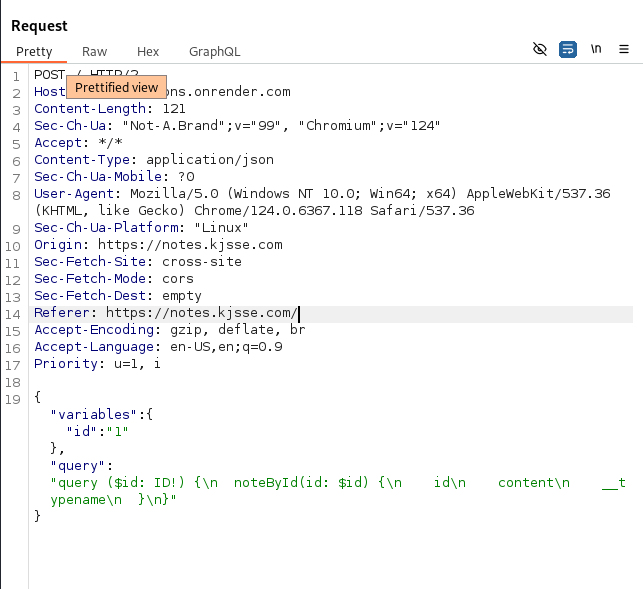 Request
Pretty Raw Hex GraphQL \n
1 POST / HTTP/2
Prettified view
2 Host ons.onrender.com
3 Content-Length: 121
4 Sec-Ch-Ua: "Not-A.Brand";v="99", "Chromium";v="124"
5 Accept: */*
6 Content-Type: application/json
7 Sec-Ch-Ua-Mobile: ?0
8 User-Agent: Mozilla/5.0 (Windows NT 10.0; Win64; x64) AppleWebKit/537.36
(KHTML, like Gecko) Chrome/124.0.6367.118 Safari/537.36
9 Sec-Ch-Ua-Platform: "Linux"
10 Origin: https://notes.kjsse.com
11 Sec-Fetch-Site: cross-site
12 Sec-Fetch-Mode: cors
13 Sec-Fetch-Dest: empty
14 Referer: https://notes.kjsse.com/
15 Accept-Encoding: gzip, deflate, br
16 Accept-Language: en-US,en;q=0.9
17 Priority: u=1, i
18
19 {
"variables":{
"id":"1"
},
"query":
"query ($id: ID!) {\n  noteById(id: $id) {\n    id\n    content\n    __t
ypename\n  }\n}"
}